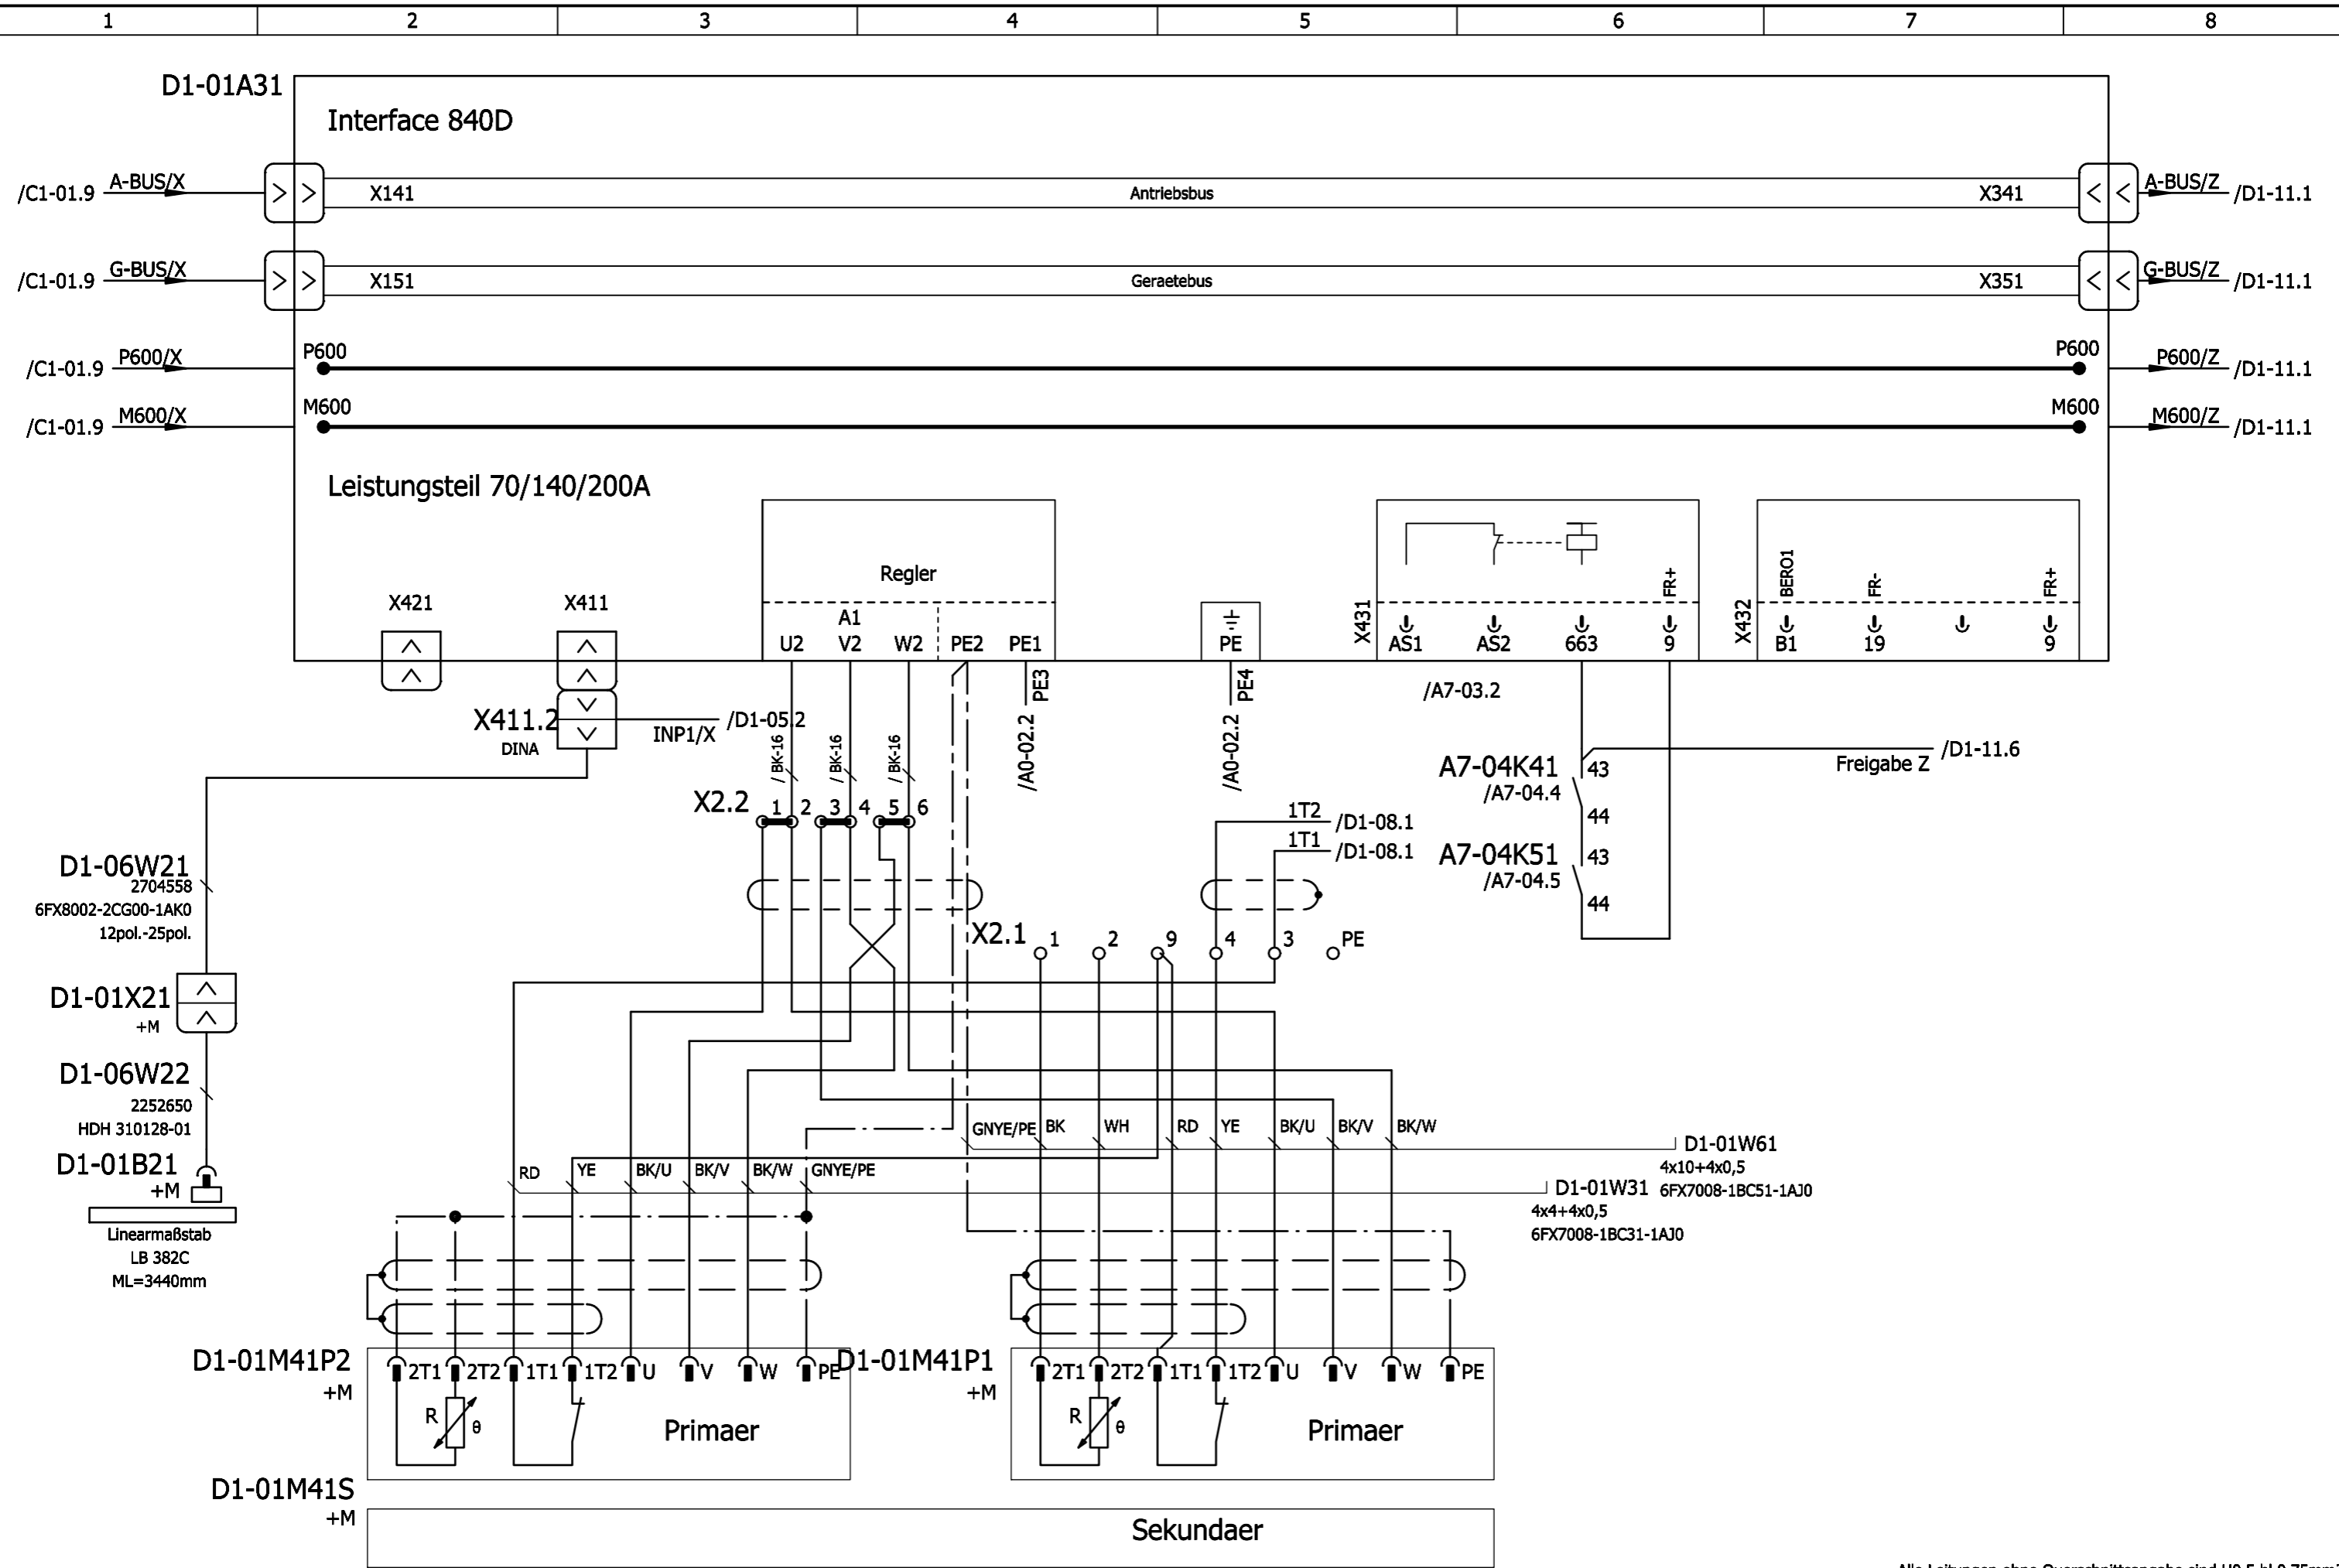 1 2 3 4 5 6 7 8
D1-01A31
Interface 840D
/C1-01.9 A-BUS/X X141 Antriebsbus X341 A-BUS/Z /D1-11.1
/C1-01.9 G-BUS/X X151 Geraetebus X351 G-BUS/Z /D1-11.1
P600 P600
/C1-01.9 P600/X P600/Z /D1-11.1
M600 M600
/C1-01.9 M600/X M600/Z /D1-11.1
Leistungsteil 70/140/200A
Regler
X421 X411
A1
U2 V2 W2 PE2 PE1
PE
X431 AS1 AS2 663 9 FR+
X432 B1 19 9 BERO1 FR- FR+
PE3 /A0-02.2
PE4 /A0-02.2
/A7-03.2
X411.2
DINA
INP1/X /D1-05.2
/ BK-16 / BK-16 / BK-16
Freigabe Z /D1-11.6
A7-04K41 43
/A7-04.4
44
X2.2 1 2 3 4 5 6
1T2 /D1-08.1
1T1 /D1-08.1
A7-04K51 43
/A7-04.5
44
D1-06W21
2704558
6FX8002-2CG00-1AK0
12pol.-25pol.
X2.1 1 2 9 4 3 PE
D1-01X21
+M
D1-06W22
2252650
HDH 310128-01
D1-01B21
+M
Linearmaßstab
LB 382C
ML=3440mm
GNYE/PE BK WH RD YE BK/U BK/V BK/W
D1-01W61
4x10+4x0,5
6FX7008-1BC51-1AJ0
RD YE BK/U BK/V BK/W GNYE/PE
D1-01W31
4x4+4x0,5
6FX7008-1BC31-1AJ0
D1-01M41P2
+M
2T1 2T2 1T1 1T2 U V W PE
R θ
Primaer
D1-01M41P1
+M
2T1 2T2 1T1 1T2 U V W PE
R θ
Primaer
D1-01M41S
+M
Sekundaer